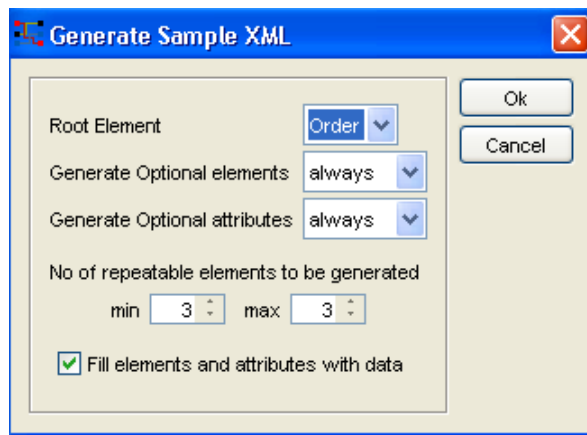 Generate Sample XML
Ok
Cancel
Root Element Order
Generate Optional elements always
Generate Optional attributes always
No of repeatable elements to be generated
min 3 max 3
Fill elements and attributes with data